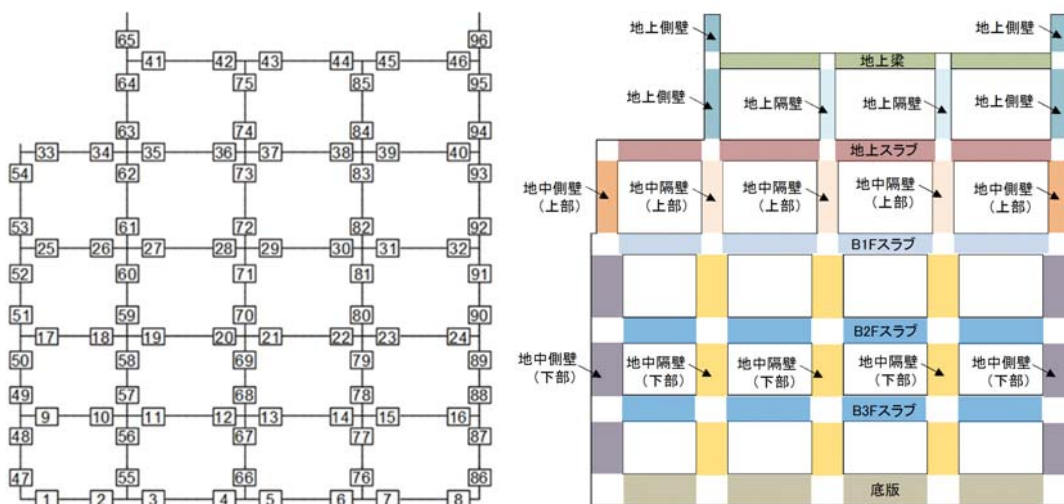 65 96
41 42 43 44 45 46
64 75 85 95
63 74 84 94
33 34 35 36 37 38 39 40
54 62 73 83 93
53 61 72 82 92
25 26 27 28 29 30 31 32
52 60 71 81 91
51 59 70 80 90
17 18 19 20 21 22 23 24
50 58 69 79 89
49 57 68 78 88
9 10 11 12 13 14 15 16
48 56 67 77 87
47 55 66 76 86
1 2 3 4 5 6 7 8
地上側壁 地上側壁
地上梁
地上側壁 地上隔壁 地上隔壁 地上側壁
地上スラブ
地中側壁 地中隔壁 地中隔壁 地中隔壁 地中側壁
(上部) (上部) (上部) (上部) (上部)
B1Fスラブ
B2Fスラブ
地中側壁 地中隔壁 地中隔壁 地中隔壁 地中側壁
(下部) (下部) (下部) (下部) (下部)
B3Fスラブ
底版